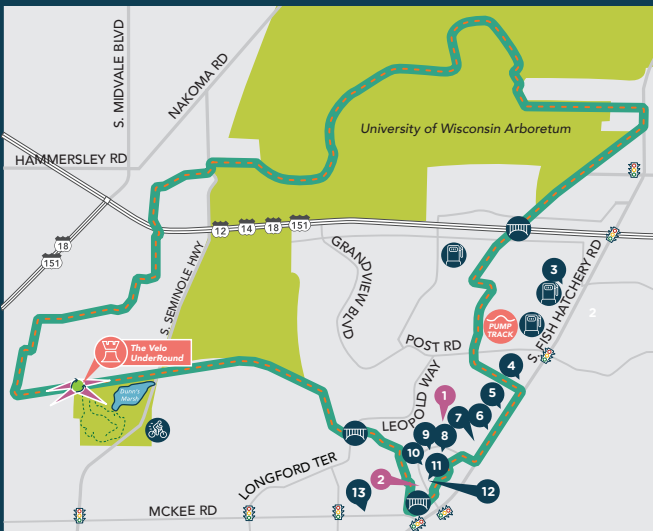 S. MIDVALE BLVD
NAKOMA RD
University of Wisconsin Arboretum
HAMMERSLEY RD
18
151
12
14
18
151
S. SEMINOLE HWY
GRANDVIEW BLVD
3
S. FISH HATCHERY RD
2
PUMP
TRACK
The Velo
UnderRound
POST RD
4
Dunn's
Marsh
LEOPOLD WAY
1
5
6
7
8
9
10
11
LONGFORD TER
2
12
13
MCKEE RD